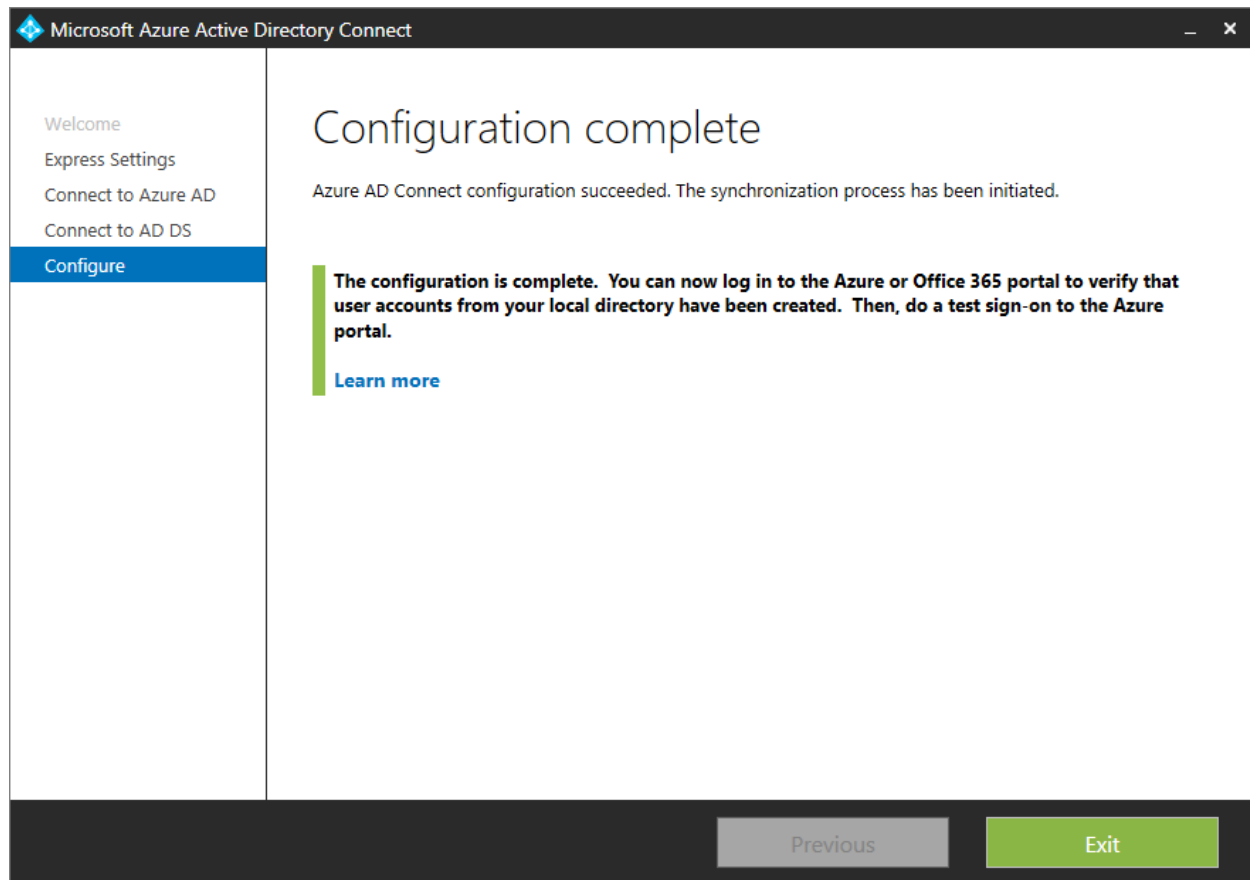 Microsoft Azure Active Directory Connect
Welcome
Express Settings
Connect to Azure AD
Connect to AD DS
Configure
Configuration complete
Azure AD Connect configuration succeeded. The synchronization process has been initiated.
The configuration is complete.  You can now log in to the Azure or Office 365 portal to verify that
user accounts from your local directory have been created.  Then, do a test sign-on to the Azure
portal.
Learn more
Previous
Exit